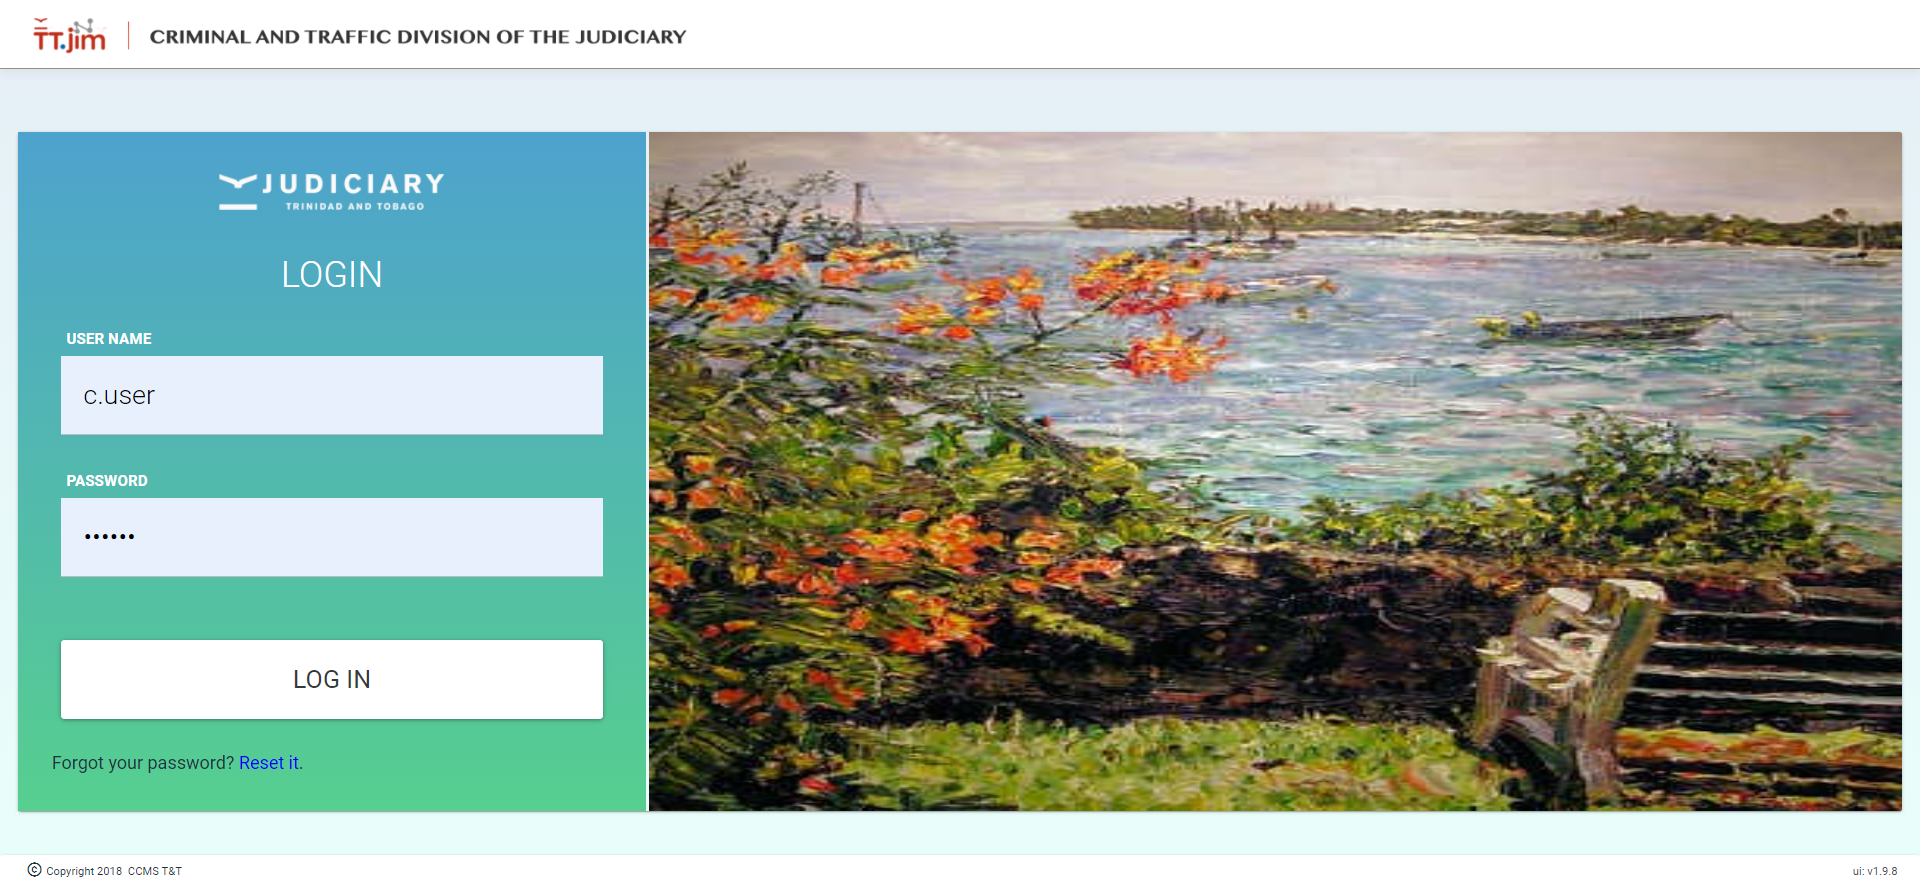 TT.jim
CRIMINAL AND TRAFFIC DIVISION OF THE JUDICIARY
JUDICIARY
TRINIDAD AND TOBAGO
LOGIN
USER NAME
c.user
PASSWORD
••••••
LOG IN
Forgot your password? Reset it.
© Copyright 2018 CCMS T&T
ui: v1.9.8